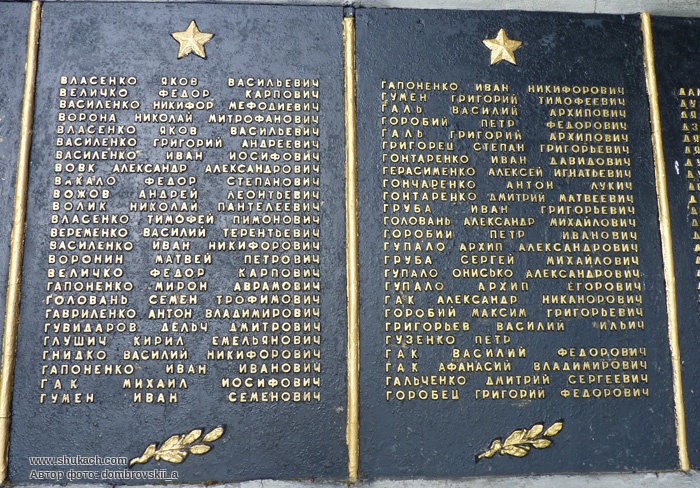 ВЛАСЕНКО ЯКОВ ВАСИЛЬЕВИЧ
ВЕЛИЧКО ФЕДОР КАРПОВИЧ
ВАСИЛЕНКО НИКИФОР МЕФОДИЕВИЧ
ВОРОНА НИКОЛАЙ МИТРОФАНОВИЧ
ВЛАСЕНКО ЯКОВ ВАСИЛЬЕВИЧ
ВАСИЛЕНКО ГРИГОРИЙ АНДРЕЕВИЧ
ВАСИЛЕНКО ИВАН ИОСИФОВИЧ
ВОВК АЛЕКСАНДР АЛЕКСАНДРОВИЧ
ВАКАЛО ФЕДОР СТЕПАНОВИЧ
ВОЖОВ АНДРЕЙ ЛЕОНТЬЕВИЧ
ВОЛИК НИКОЛАЙ ПАНТЕЛЕЕВИЧ
ВЛАСЕНКО ТИМОФЕЙ ПИМОНОВИЧ
ВЕРЕМЕНКО ВАСИЛИЙ ТЕРЕНТЬЕВИЧ
ВАСИЛЕНКО ИВАН НИКИФОРОВИЧ
ВОРОНИН МАТВЕЙ ПЕТРОВИЧ
ВЕЛИЧКО ФЕДОР КАРПОВИЧ
ГАПОНЕНКО МИРОН АВРАМОВИЧ
ГОЛОВАНЬ СЕМЕН ТРОФИМОВИЧ
ГАВРИЛЕНКО АНТОН ВЛАДИМИРОВИЧ
ГУВИДАРОВ ДЕЛЬЧ ДМИТРОВИЧ
ГЛУШИЧ КИРИЛ ЕМЕЛЬЯНОВИЧ
ГНИДКО ВАСИЛИЙ НИКИФОРОВИЧ
ГАПОНЕНКО ИВАН ИВАНОВИЧ
ГАК МИХАИЛ ИОСИФОВИЧ
ГУМЕН ИВАН СЕМЕНОВИЧ
ГАПОНЕНКО ИВАН НИКИФОРОВИЧ
ГУМЕН ГРИГОРИЙ ТИМОФЕЕВИЧ
ГАЛЬ ВАСИЛИЙ АРХИПОВИЧ
ГОРОБИЙ ПЕТР ФЕДОРОВИЧ
ГАЛЬ ГРИГОРИЙ АРХИПОВИЧ
ГРИГОРЕЦ СТЕПАН ГРИГОРЬЕВИЧ
ГОНТАРЕНКО ИВАН ДАВИДОВИЧ
ГЕРАСИМЕНКО АЛЕКСЕЙ ИГНАТЬЕВИЧ
ГОНЧАРЕНКО АНТОН ЛУКИЧ
ГОНТАРЕНКО ДМИТРИЙ МАТВЕЕВИЧ
ГРУБА ИВАН ГРИГОРЬЕВИЧ
ГОЛОВАНЬ АЛЕКСАНДР МИХАЙЛОВИЧ
ГОРОБИЙ ПЕТР ИВАНОВИЧ
ГУПАЛО АРХИП АЛЕКСАНДРОВИЧ
ГРУБА СЕРГЕЙ МИХАЙЛОВИЧ
ГУПАЛО ОНИСЬКО АЛЕКСАНДРОВИЧ
ГУПАЛО АРХИП ЕГОРОВИЧ
ГАК АЛЕКСАНДР НИКАНОРОВИЧ
ГОРОБИЙ МАКСИМ ГРИГОРЬЕВИЧ
ГРИГОРЬЕВ ВАСИЛИЙ ИЛЬИЧ
ГУЗЕНКО ПЕТР
ГАК ВАСИЛИЙ ФЕДОРОВИЧ
ГАК АФАНАСИЙ ВЛАДИМИРОВИЧ
ГАЛЬЧЕНКО ДМИТРИЙ СЕРГЕЕВИЧ
ГОРОБЕЦ ГРИГОРИЙ ФЕДОРОВИЧ
www.shukach.com
Автор фото: dombrovskii_a